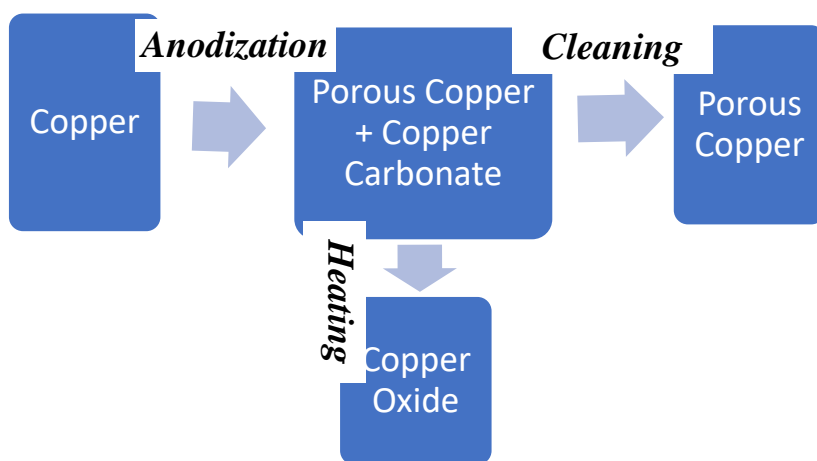 Anodization
Cleaning
Copper
Porous Copper
+ Copper
Carbonate
Porous
Copper
Heating
Copper
Oxide